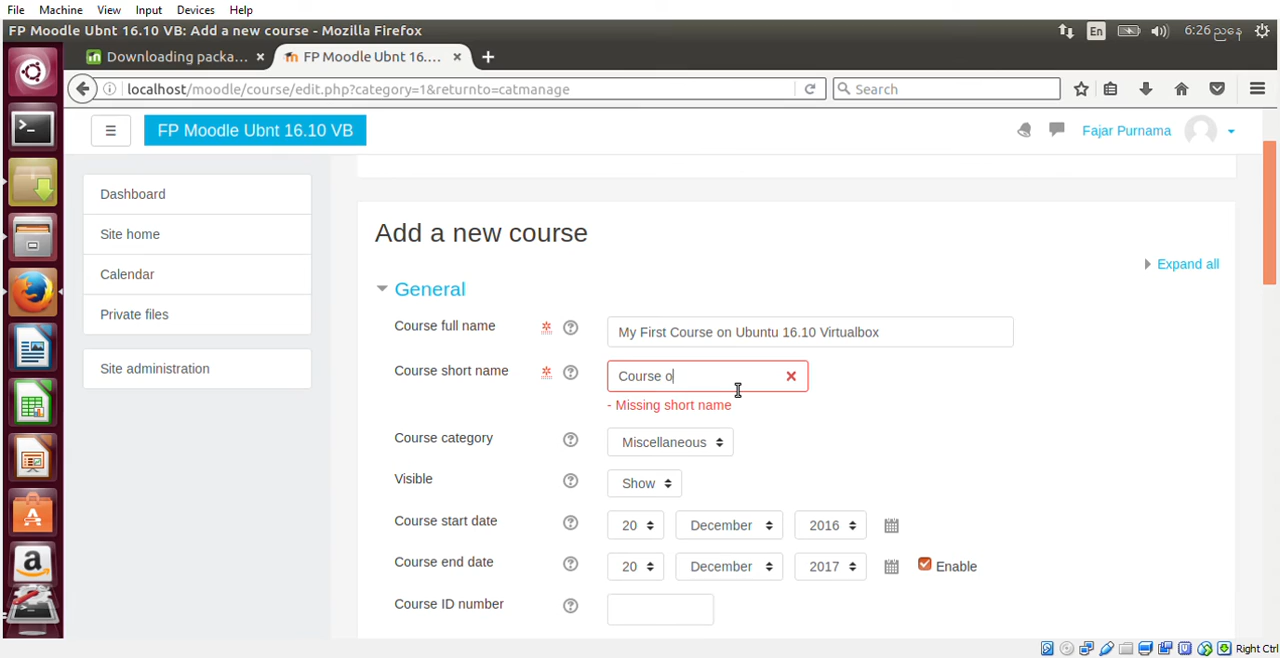 File Machine View Input Devices Help
FP Moodle Ubnt 16.10 VB: Add a new course - Mozilla Firefox
En
6:26 ညနေ
Downloading packa...
FP Moodle Ubnt 16....
localhost/moodle/course/edit.php?category=1&returnto=catmanage
Search
FP Moodle Ubnt 16.10 VB
Fajar Purnama
Dashboard
Site home
Calendar
Private files
Site administration
Add a new course
Expand all
General
Course full name
My First Course on Ubuntu 16.10 Virtualbox
Course short name
Course o
- Missing short name
Course category
Miscellaneous
Visible
Show
Course start date
20 December 2016
Course end date
20 December 2017 Enable
Course ID number
Right Ctrl